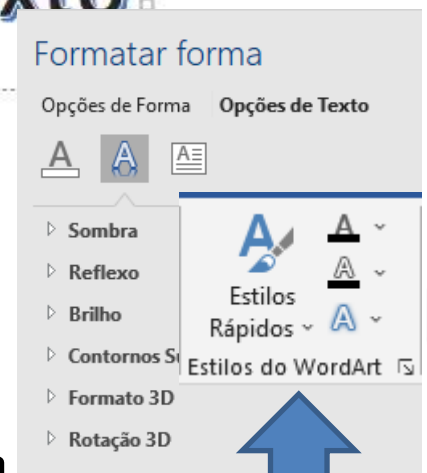 Formatar forma
Opções de Forma Opções de Texto
Sombra
Reflexo
Brilho
Contornos
Formato 3D
Rotação 3D
Estilos
Rápidos
Estilos do WordArt